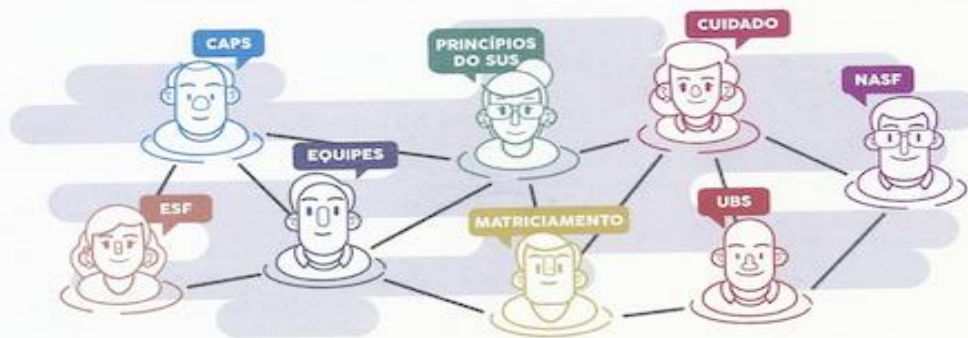 CAPS
PRINCÍPIOS
DO SUS
CUIDADO
NASF
EQUIPES
ESF
MATRICIAMENTO
UBS